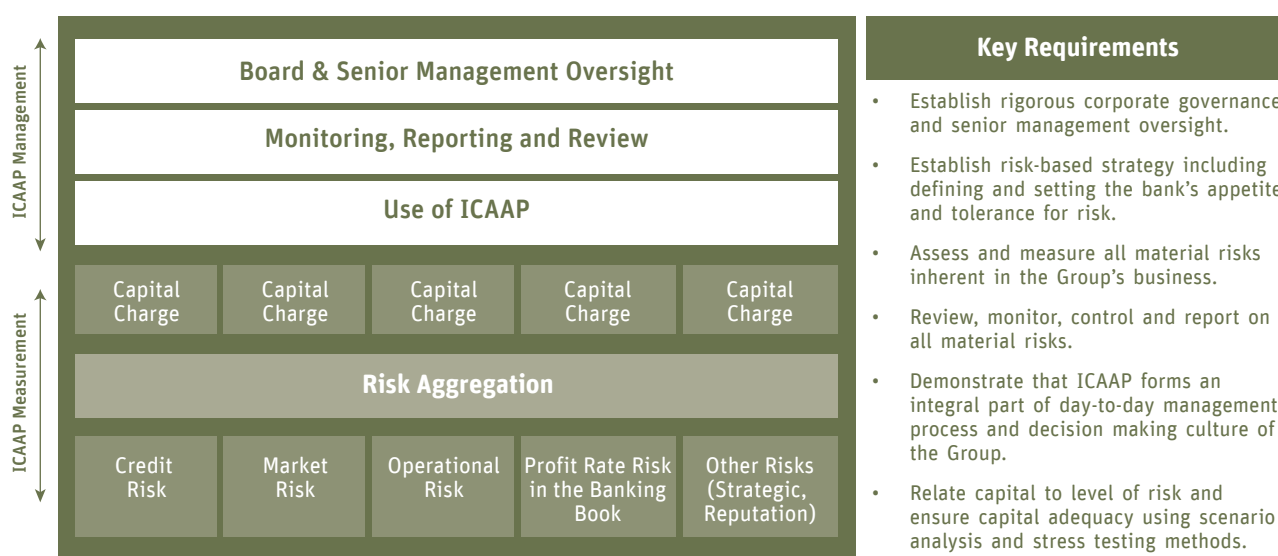 ICAAP Management
Board & Senior Management Oversight
Monitoring, Reporting and Review
Use of ICAAP
ICAAP Measurement
Capital
Charge
Capital
Charge
Capital
Charge
Capital
Charge
Capital
Charge
Risk Aggregation
Credit
Risk
Market
Risk
Operational
Risk
Profit Rate Risk
in the Banking
Book
Other Risks
(Strategic,
Reputation)
Key Requirements
• Establish rigorous corporate governance
and senior management oversight.
• Establish risk-based strategy including
defining and setting the bank's appetite
and tolerance for risk.
• Assess and measure all material risks
inherent in the Group's business.
• Review, monitor, control and report on
all material risks.
• Demonstrate that ICAAP forms an
integral part of day-to-day management
process and decision making culture of
the Group.
• Relate capital to level of risk and
ensure capital adequacy using scenario
analysis and stress testing methods.